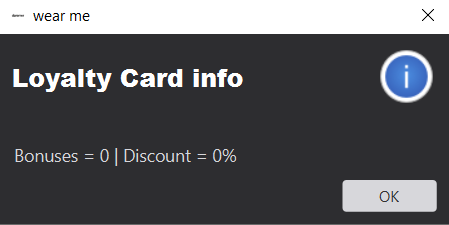 wear me
Loyalty Card info
Bonuses = 0 | Discount = 0%
OK